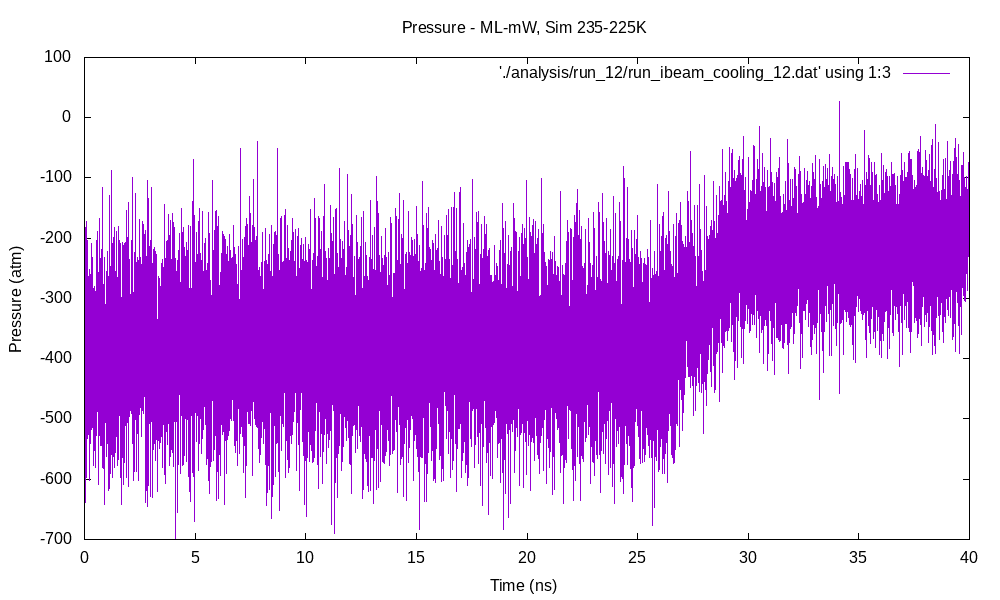 Pressure - ML-mW, Sim 235-225K
'./analysis/run_12/run_ibeam_cooling_12.dat' using 1:3
100
0
-100
-200
-300
-400
-500
-600
-700
Pressure (atm)
0 5 10 15 20 25 30 35 40
Time (ns)